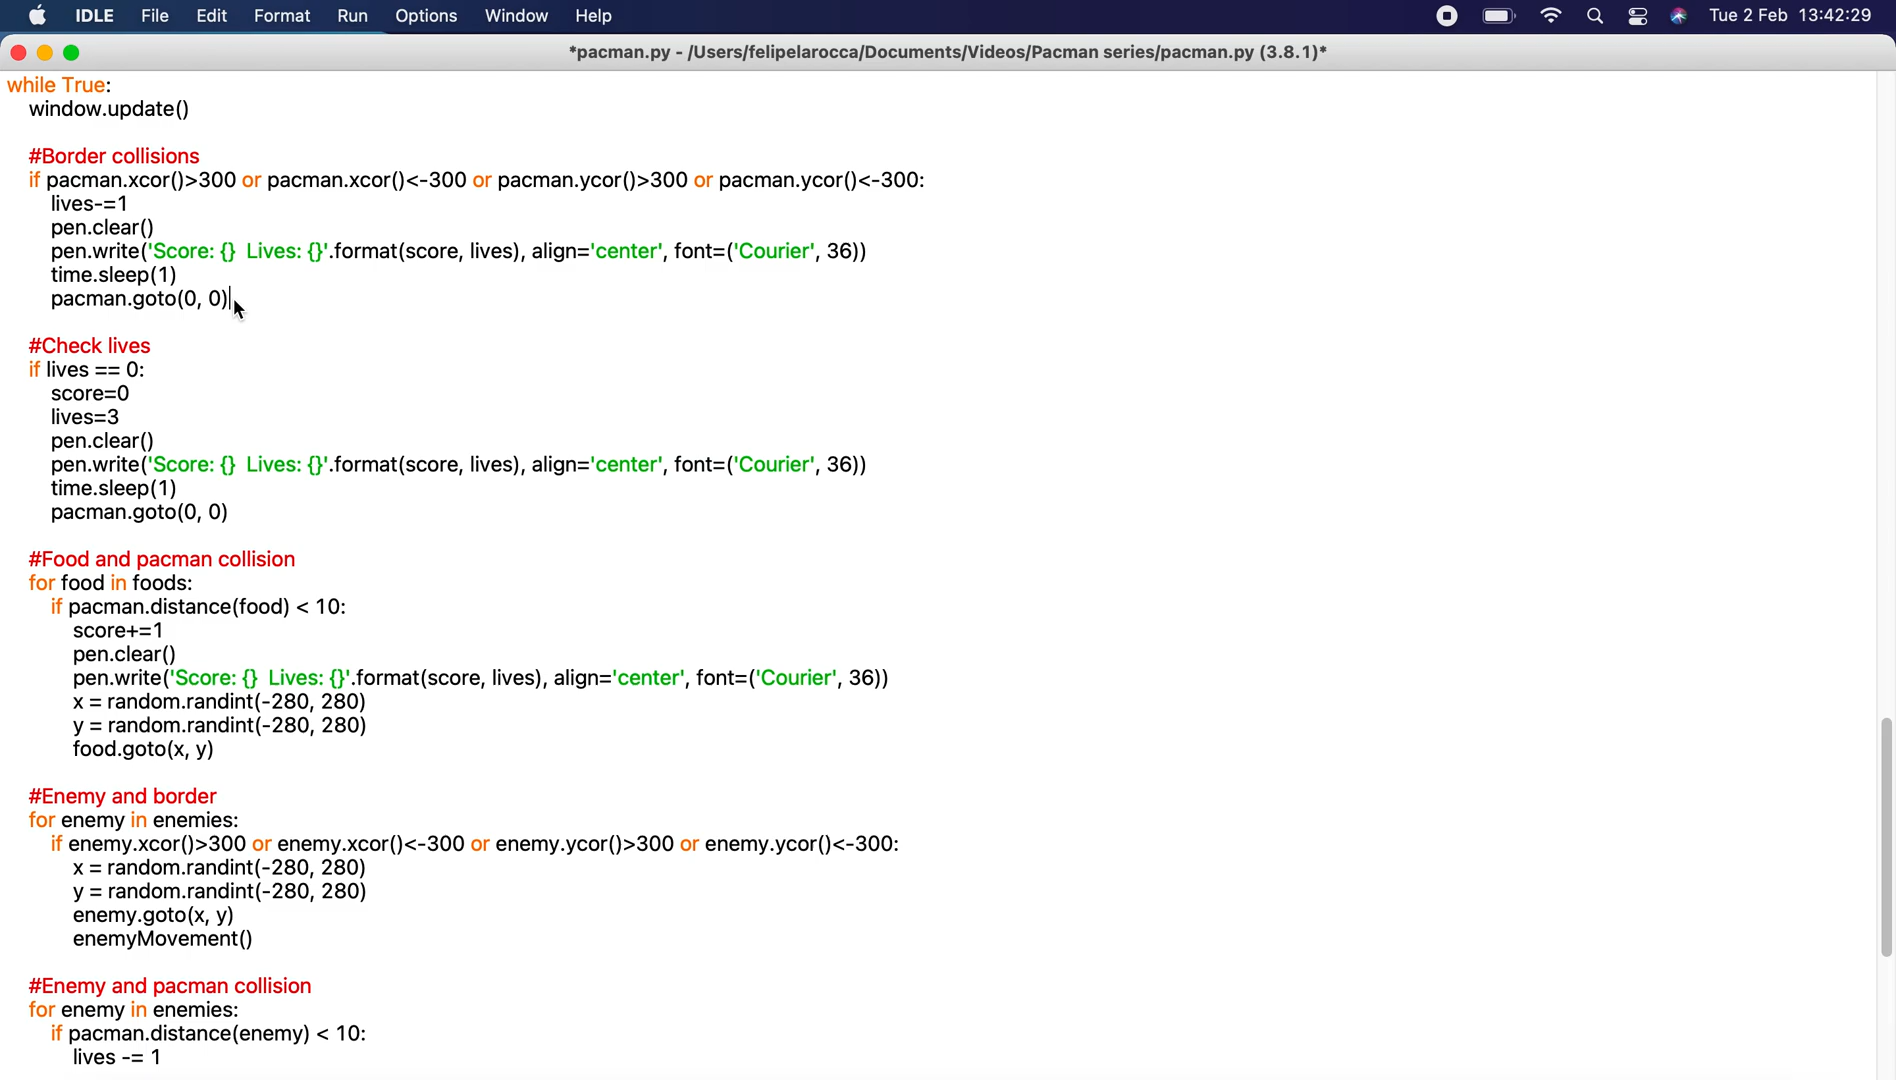 IDLE File Edit Format Run Options Window Help Tue 2 Feb 13:42:29
*pacman.py - /Users/felipelarocca/Documents/Videos/Pacman series/pacman.py (3.8.1)*
while True:
window.update()
#Border collisions
if pacman.xcor()>300 or pacman.xcor()<-300 or pacman.ycor()>300 or pacman.ycor()<-300:
lives-=1
pen.clear()
pen.write('Score: {}  Lives: {}'.format(score, lives), align='center', font=('Courier', 36))
time.sleep(1)
pacman.goto(0, 0)
#Check lives
if lives == 0:
score=0
lives=3
pen.clear()
pen.write('Score: {}  Lives: {}'.format(score, lives), align='center', font=('Courier', 36))
time.sleep(1)
pacman.goto(0, 0)
#Food and pacman collision
for food in foods:
if pacman.distance(food) < 10:
score+=1
pen.clear()
pen.write('Score: {}  Lives: {}'.format(score, lives), align='center', font=('Courier', 36))
x = random.randint(-280, 280)
y = random.randint(-280, 280)
food.goto(x, y)
#Enemy and border
for enemy in enemies:
if enemy.xcor()>300 or enemy.xcor()<-300 or enemy.ycor()>300 or enemy.ycor()<-300:
x = random.randint(-280, 280)
y = random.randint(-280, 280)
enemy.goto(x, y)
enemyMovement()
#Enemy and pacman collision
for enemy in enemies:
if pacman.distance(enemy) < 10:
lives -= 1